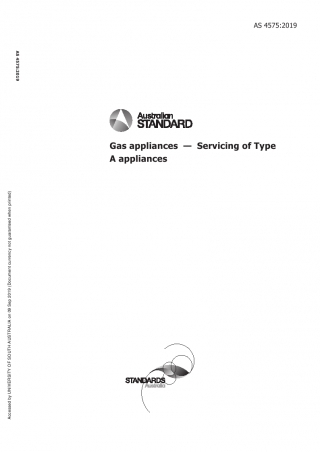 AS 4575:2019
AS 4575:2019
Australian
STANDARD
Gas appliances — Servicing of Type
A appliances
Accessed by UNIVERSITY OF SOUTH AUSTRALIA on 06 Sep 2019 (Document currency not guaranteed when printed)
STANDARDS
Australia